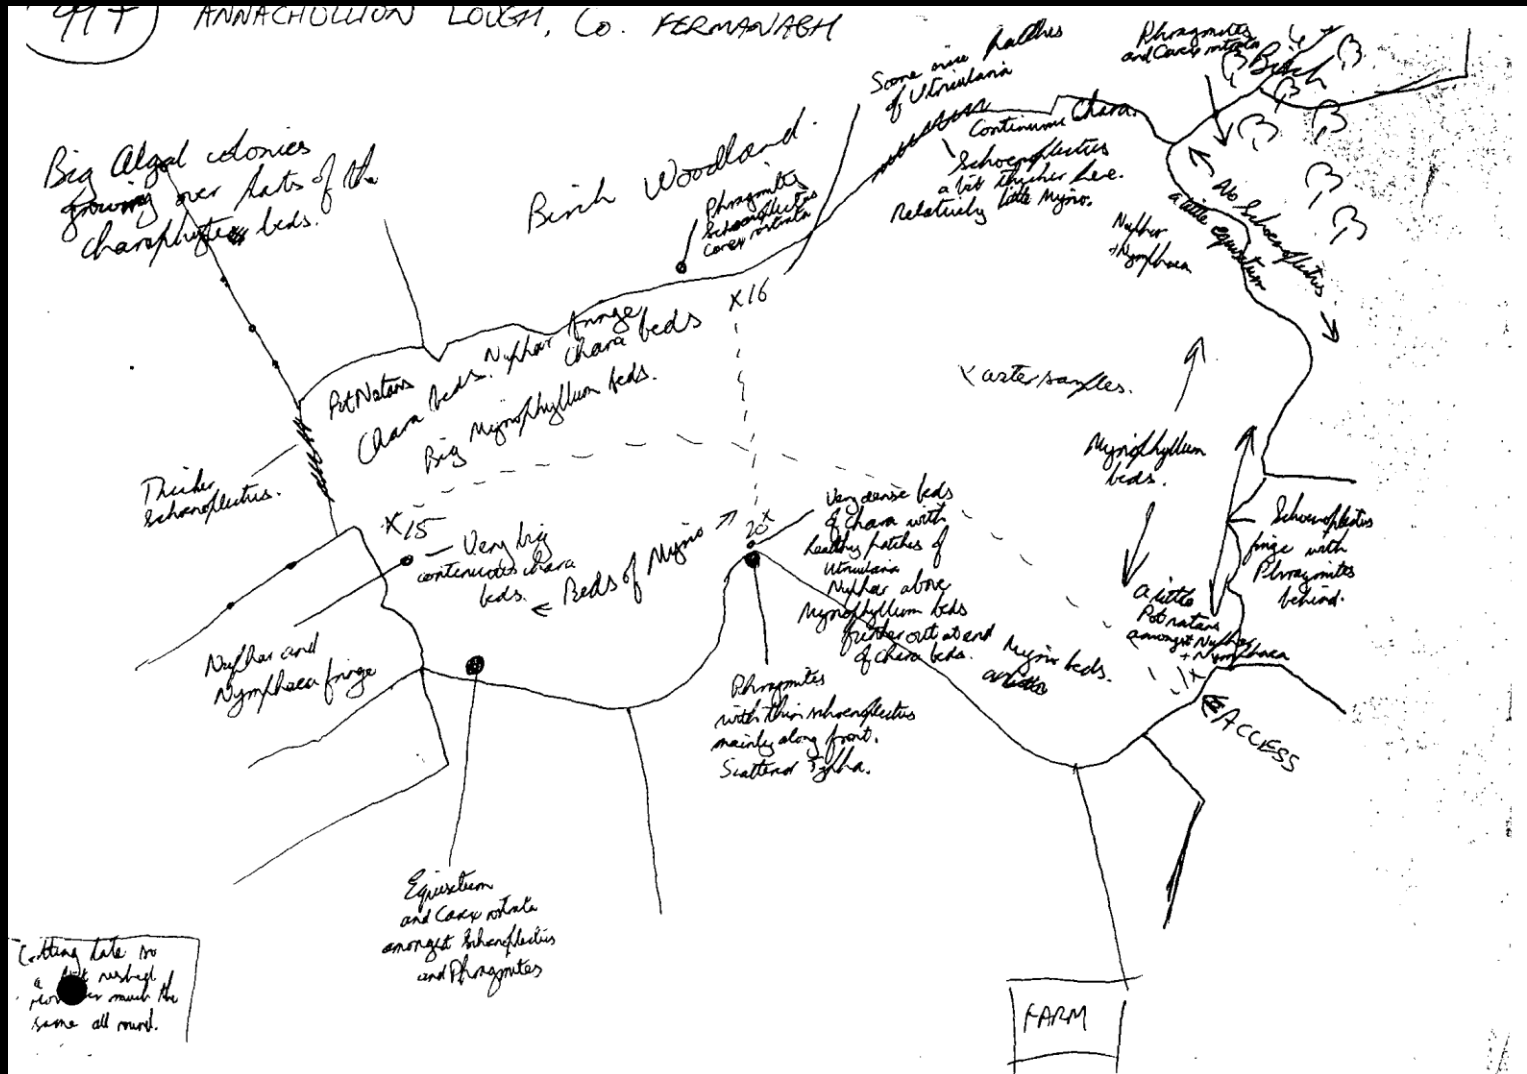 ANNACHULLION LOUGH, Co. FERMANAGH
Big Algal colonies
growing over parts of the
charophyte beds.
Birch Woodland.
Phragmites
Schoenoplectus
Carex rostrata
Some nice patches
of Utricularia
Phragmites
and Carex rostrata
Birch
Continuous Chara.
Schoenoplectus
a bit thicker here.
Relatively little Myrio.
Nuphar
+ Nymphaea
No Schoenoplectus
a little equisetum
X16
Pot Natans
Chara beds.
Nuphar fringe
Chara beds
Big Myriophyllum beds.
samples.
Myriophyllum
beds.
Thicker
Schoenoplectus.
X15
Very big
continuous chara
beds.
Beds of Myrio
20 x
Very dense beds
of Chara with
healthy patches of
Utricularia
Nuphar above
Myriophyllum beds
further out at end
of chara beds.
Schoenoplectus
fringe with
Phragmites
behind.
A little
Pot natans
amongst Nuphar
+ Nymphaea
Nuphar and
Nymphaea fringe
Myrio beds.
Phragmites
with thin schoenoplectus
mainly along front.
Scattered Typha.
ACCESS
Equisetum
and Carex rostrata
amongst Schoenoplectus
and Phragmites
Getting late so
a bit rushed
much the
same all round.
FARM